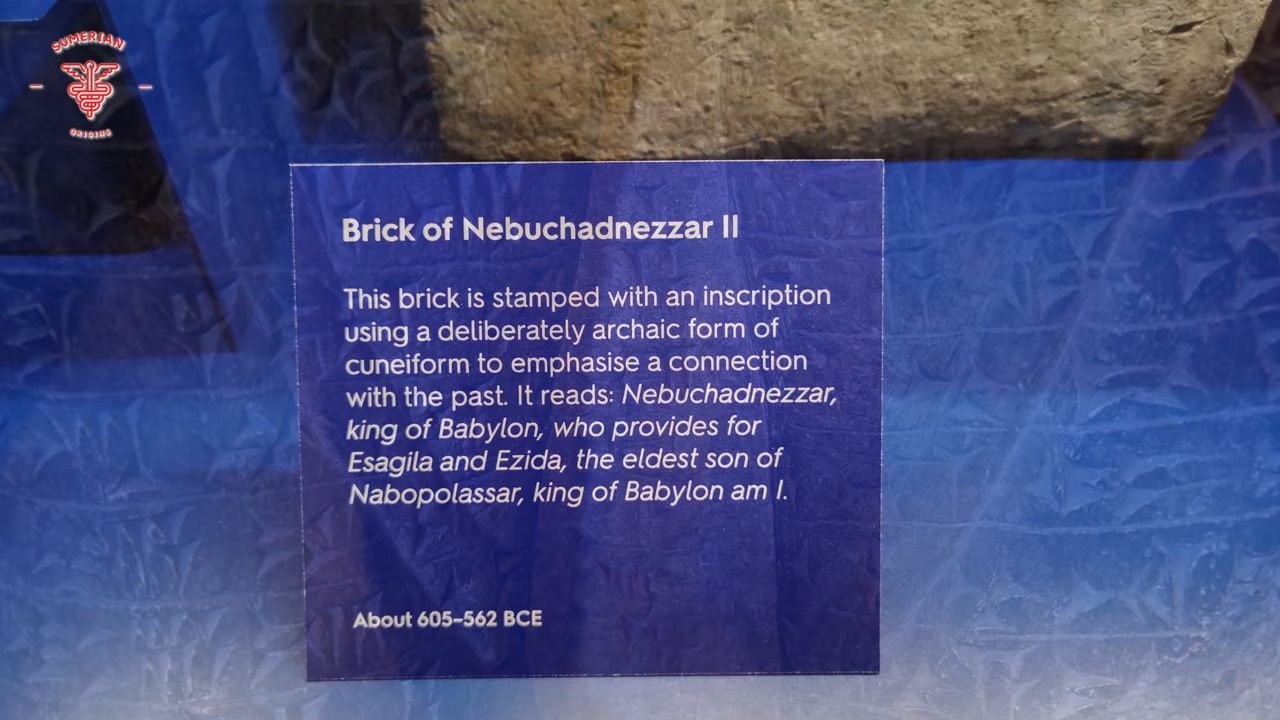 SUMERIAN
ORIGINS
Brick of Nebuchadnezzar II
This brick is stamped with an inscription
using a deliberately archaic form of
cuneiform to emphasise a connection
with the past. It reads: Nebuchadnezzar,
king of Babylon, who provides for
Esagila and Ezida, the eldest son of
Nabopolassar, king of Babylon am I.
About 605–562 BCE